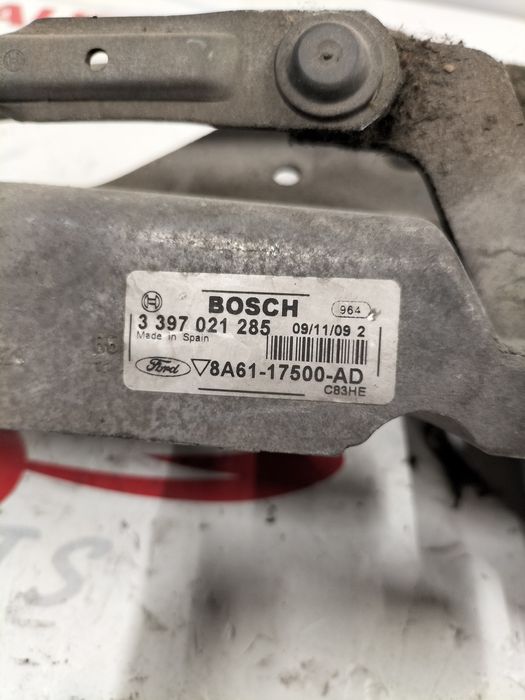 BOSCH 964
3 397 021 285 09/11/09 2
Made in Spain
Ford ▽8A61-17500-AD
C83HE